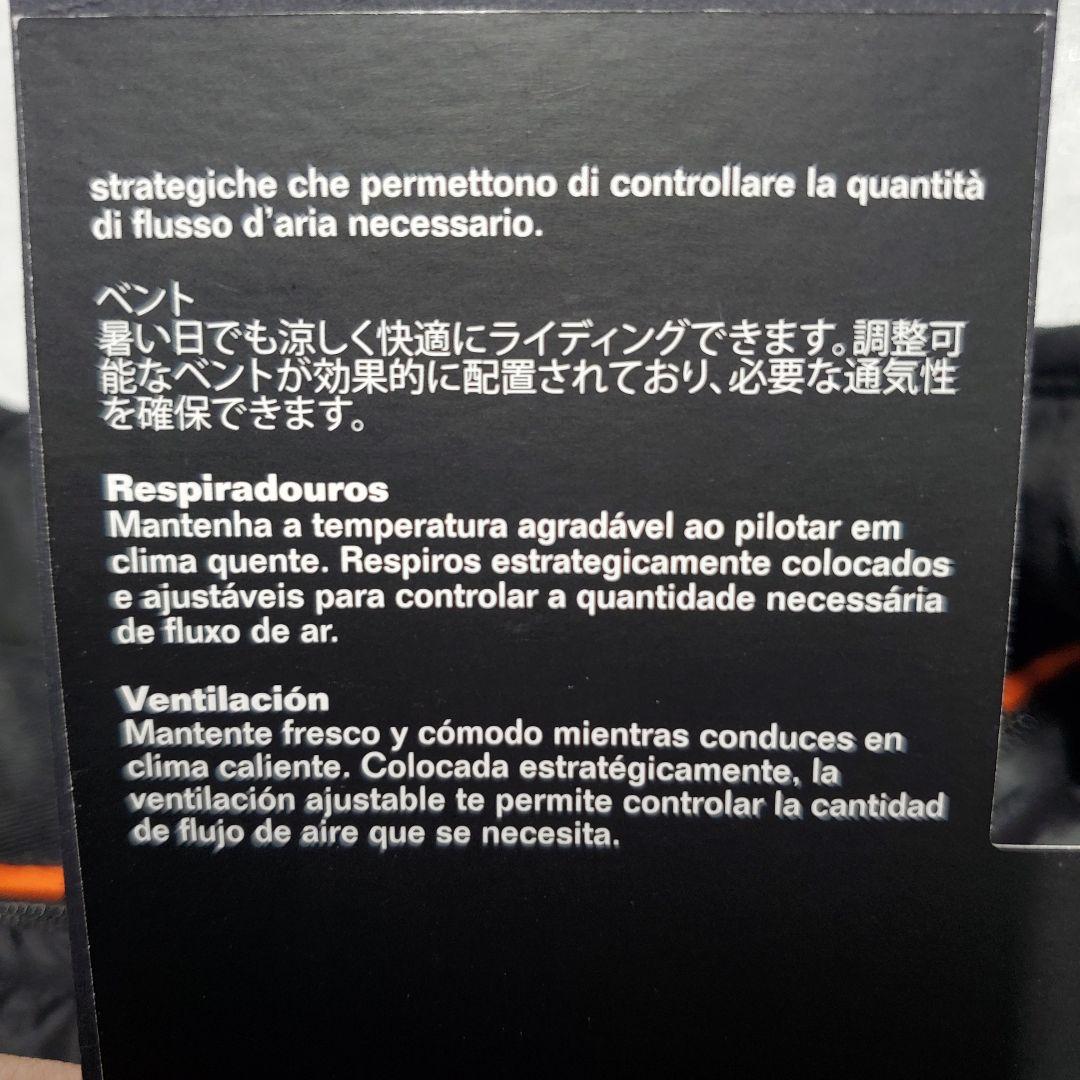 strategiche che permettono di controllare la quantità
di flusso d'aria necessario.
ベント
暑い日でも涼しく快適にライディングできます。調整可
能なベントが効果的に配置されており、必要な通気性
を確保できます。
Respiradouros
Mantenha a temperatura agradável ao pilotar em
clima quente. Respiros estrategicamente colocados
e ajustáveis para controlar a quantidade necessária
de fluxo de ar.
Ventilación
Mantente fresco y cómodo mientras conduces en
clima caliente. Colocada estratégicamente, la
ventilación ajustable te permite controlar la cantidad
de flujo de aire que se necesita.